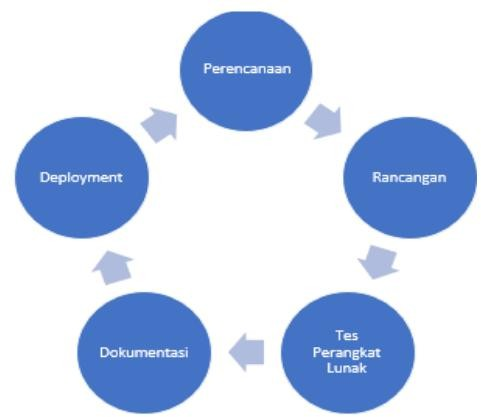 Perencanaan
Rancangan
Tes
Perangkat
Lunak
Dokumentasi
Deployment